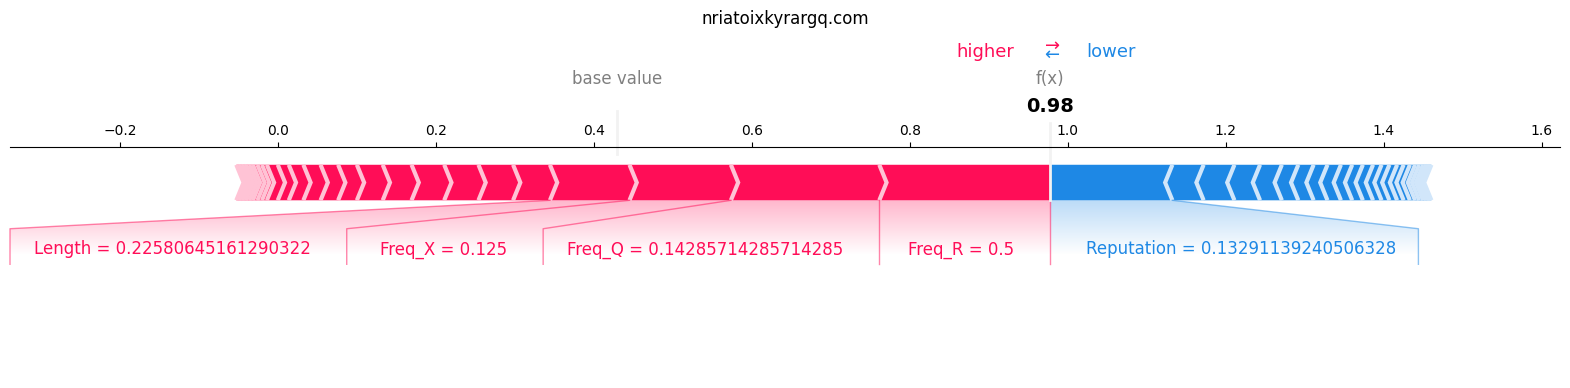 nriatoixkyrargq.com
higher ⇄ lower
base value
f(x)
0.98
−0.2 0.0 0.2 0.4 0.6 0.8 1.0 1.2 1.4 1.6
Length = 0.22580645161290322 Freq_X = 0.125 Freq_Q = 0.14285714285714285 Freq_R = 0.5 Reputation = 0.13291139240506328